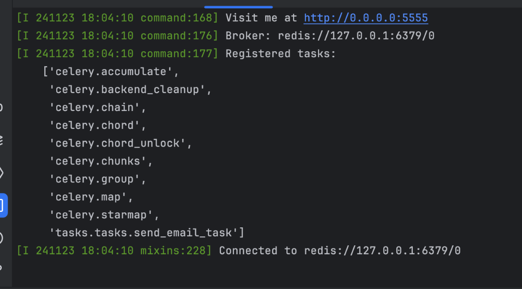 [I 241123 18:04:10 command:168] Visit me at http://0.0.0.0:5555
[I 241123 18:04:10 command:176] Broker: redis://127.0.0.1:6379/0
[I 241123 18:04:10 command:177] Registered tasks:
    ['celery.accumulate',
     'celery.backend_cleanup',
     'celery.chain',
     'celery.chord',
     'celery.chord_unlock',
     'celery.chunks',
     'celery.group',
     'celery.map',
     'celery.starmap',
     'tasks.tasks.send_email_task']
[I 241123 18:04:10 mixins:228] Connected to redis://127.0.0.1:6379/0